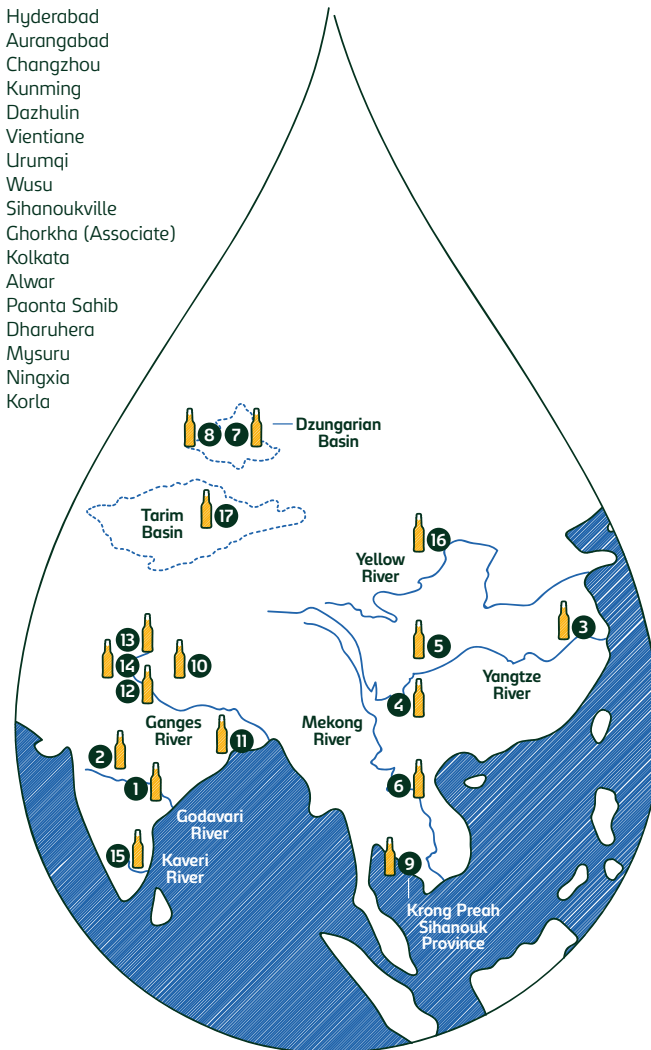 Hyderabad
Aurangabad
Changzhou
Kunming
Dazhulin
Vientiane
Urumqi
Wusu
Sihanoukville
Ghorkha (Associate)
Kolkata
Alwar
Paonta Sahib
Dharuhera
Mysuru
Ningxia
Korla
8
7
Dzungarian
Basin
17
Tarim
Basin
16
Yellow
River
3
13
14
10
12
5
Yangtze
River
4
Ganges
River
11
Mekong
River
2
1
6
Godavari
River
15
Kaveri
River
9
Krong Preah
Sihanouk
Province